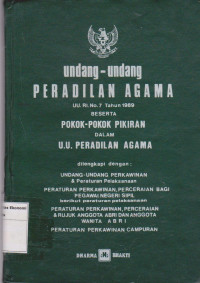 undang-undang
PERADILAN AGAMA
UU. RI. No. 7 Tahun 1989
BESERTA
POKOK-POKOK PIKIRAN
DALAM
U.U. PERADILAN AGAMA
dilengkapi dengan :
UNDANG-UNDANG PERKAWINAN
& Peraturan Pelaksanaan
PERATURAN PERKAWINAN, PERCERAIAN BAGI
PEGAWAI NEGERI SIPIL
berikut peraturan pelaksanaan
PERATURAN PERKAWINAN, PERCERAIAN
& RUJUK ANGGOTA ABRI DAN ANGGOTA
WANITA ABRI
PERATURAN PERKAWINAN CAMPURAN
DHARMA BHAKTI